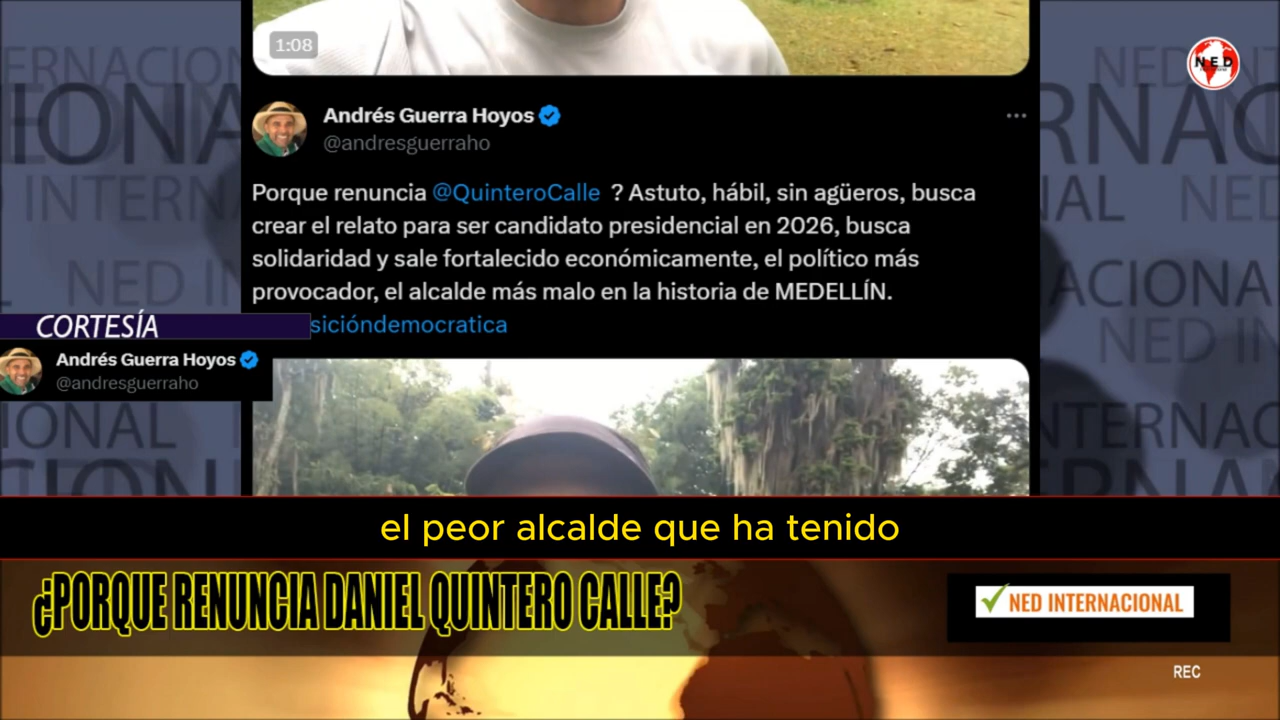 1:08
NED
Andrés Guerra Hoyos
@andresguerraho
Porque renuncia @QuinteroCalle ? Astuto, hábil, sin agüeros, busca
crear el relato para ser candidato presidencial en 2026, busca
solidaridad y sale fortalecido económicamente, el político más
provocador, el alcalde más malo en la historia de MEDELLÍN.
sicióndemocratica
CORTESÍA
Andrés Guerra Hoyos
@andresguerraho
el peor alcalde que ha tenido
¿PORQUE RENUNCIA DANIEL QUINTERO CALLE?
NED INTERNACIONAL
REC